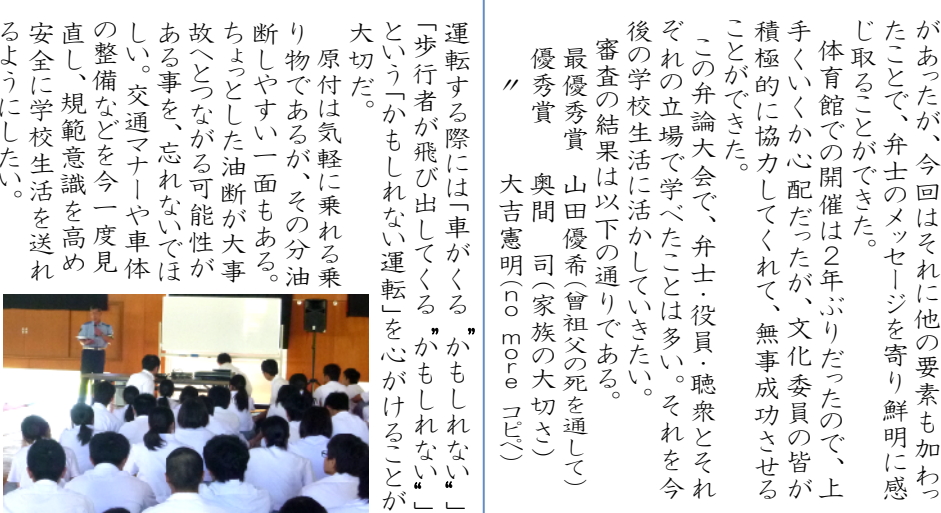 があったが、今回はそれに他の要素も加わっ
たことで、弁士のメッセージを寄り鮮明に感
じ取ることができた。
体育館での開催は２年ぶりだったので、上
手くいくか心配だったが、文化委員の皆が
積極的に協力してくれて、無事成功させる
ことができた。
この弁論大会で、弁士・役員・聴衆とそれ
ぞれの立場で学べたことは多い。それを今
後の学校生活に活かしていきたい。
審査の結果は以下の通りである。
最優秀賞　山田優希（曾祖父の死を通して）
優秀賞　奥間　司（家族の大切さ）
〃　大吉憲明（ｎｏ ｍｏｒｅ コピペ）
運転する際には「車がくる〝かもしれない〟」
「歩行者が飛び出してくる〝かもしれない〟」
という「かもしれない運転」を心がけることが
大切だ。
原付は気軽に乗れる乗
り物であるが、その分油
断しやすい一面もある。
ちょっとした油断が大事
故へとつながる可能性が
ある事を、忘れないでほ
しい。交通マナーや車体
の整備などを今一度見
直し、規範意識を高め
安全に学校生活を送れ
るようにしたい。